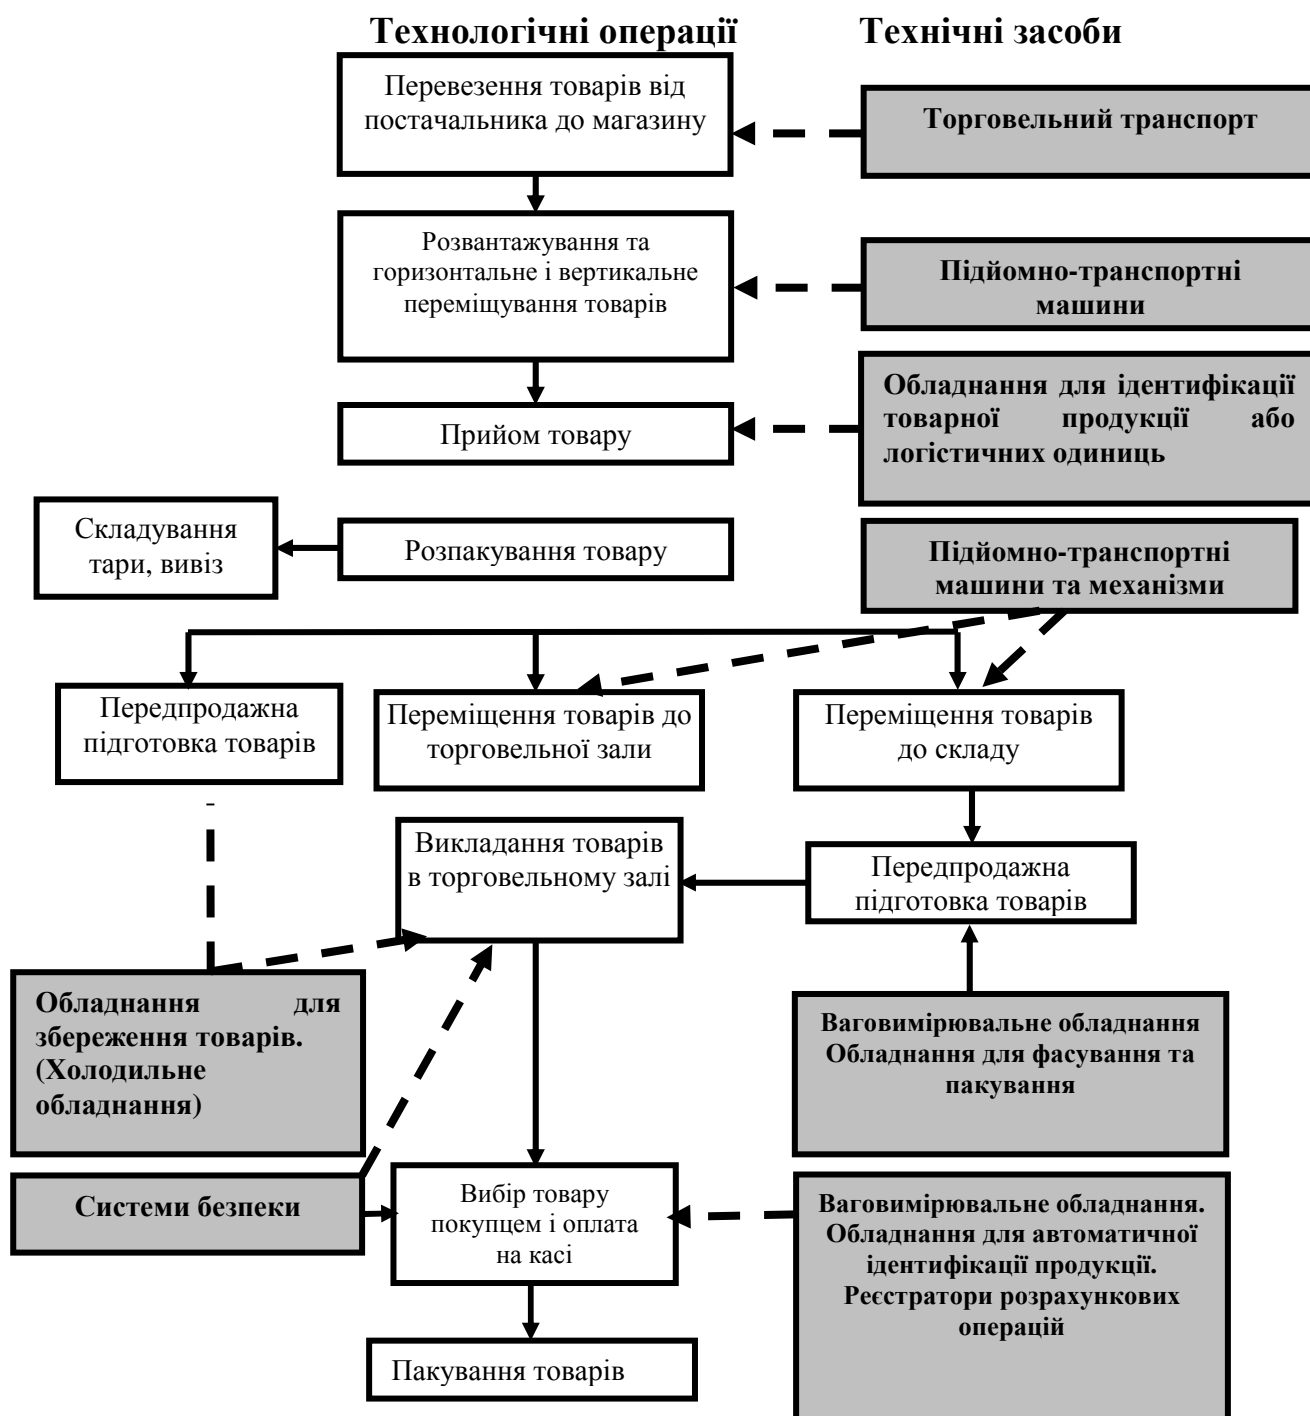 Технологічні операції
Технічні засоби
Перевезення товарів від
постачальника до магазину
Торговельний транспорт
Розвантажування та
горизонтальне і вертикальне
переміщування товарів
Підйомно-транспортні
машини
Прийом товару
Обладнання для ідентифікації
товарної продукції або
логістичних одиниць
Складування
тари, вивіз
Розпакування товару
Підйомно-транспортні
машини та механізми
Передпродажна
підготовка товарів
Переміщення товарів до
торговельної зали
Переміщення товарів
до складу
Викладання товарів
в торговельному залі
Передпродажна
підготовка товарів
Обладнання для
збереження товарів.
(Холодильне
обладнання)
Ваговимірювальне обладнання
Обладнання для фасування та
пакування
Системи безпеки
Вибір товару
покупцем і оплата
на касі
Ваговимірювальне обладнання.
Обладнання для автоматичної
ідентифікації продукції.
Реєстратори розрахункових
операцій
Пакування товарів